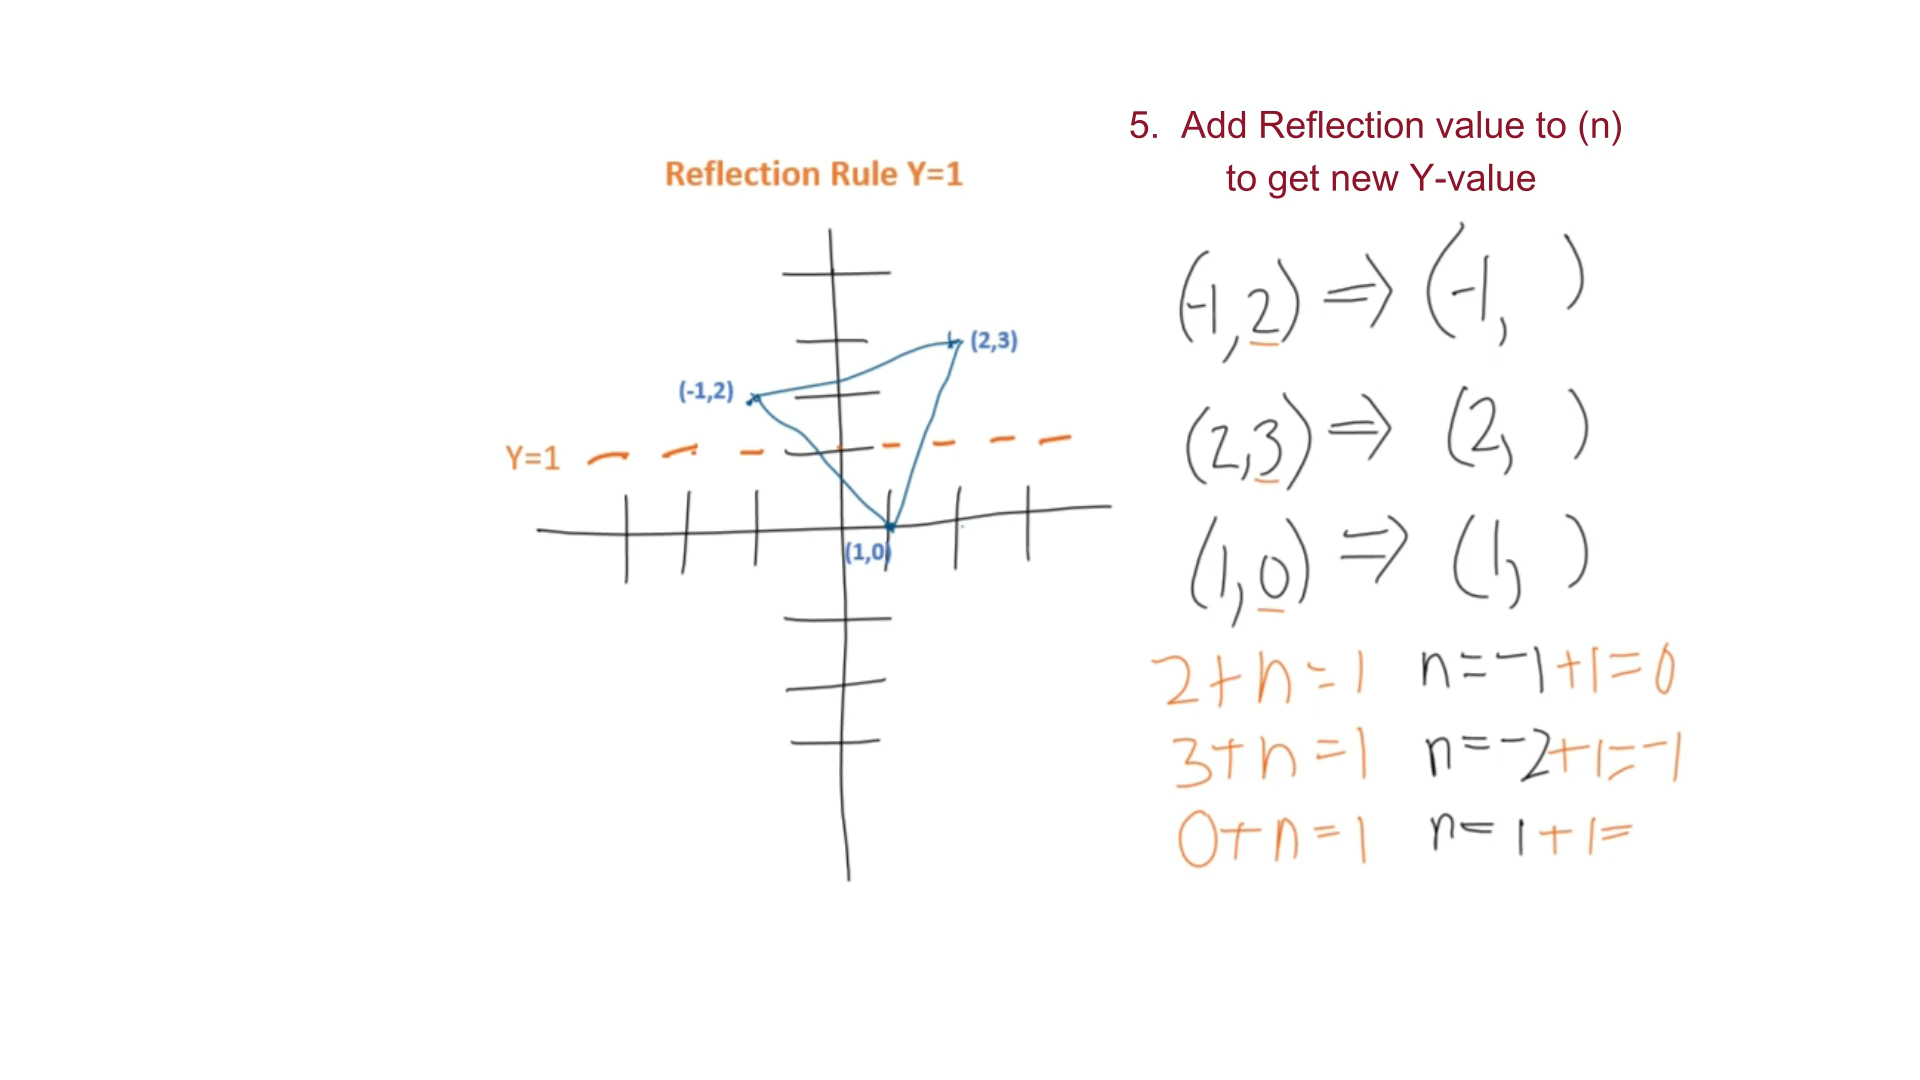 5. Add Reflection value to (n)
to get new Y-value
Reflection Rule Y=1
(2,3)
(-1,2)
Y=1
(1,0)
(-1,2) ⇒ (-1, )
(2,3) ⇒ (2, )
(1,0) ⇒ (1, )
2+n=1 n=-1+1=0
3+n=1 n=-2+1=-1
0+n=1 n=1+1=